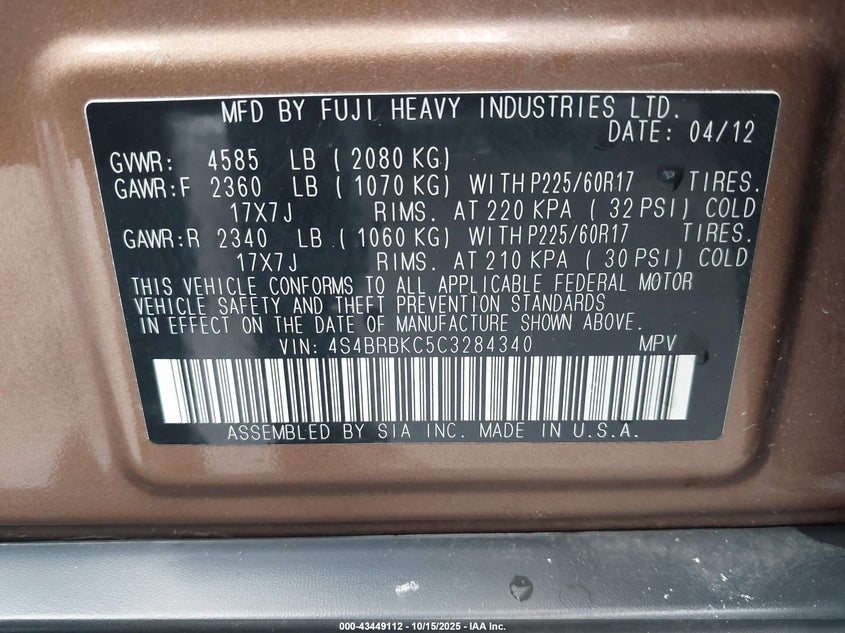 MFD BY FUJI HEAVY INDUSTRIES LTD.
DATE: 04/12
GVWR: 4585 LB ( 2080 KG)
GAWR:F 2360 LB ( 1070 KG) WITH P225/60R17 TIRES.
17X7J RIMS. AT 220 KPA ( 32 PSI) COLD
GAWR:R 2340 LB ( 1060 KG) WITH P225/60R17 TIRES.
17X7J RIMS. AT 210 KPA ( 30 PSI) COLD
THIS VEHICLE CONFORMS TO ALL APPLICABLE FEDERAL MOTOR
VEHICLE SAFETY AND THEFT PREVENTION STANDARDS
IN EFFECT ON THE DATE OF MANUFACTURE SHOWN ABOVE.
VIN: 4S4BRBKC5C3284340 MPV
ASSEMBLED BY SIA INC. MADE IN U.S.A.
000-43449112 - 10/15/2025 - IAA Inc.